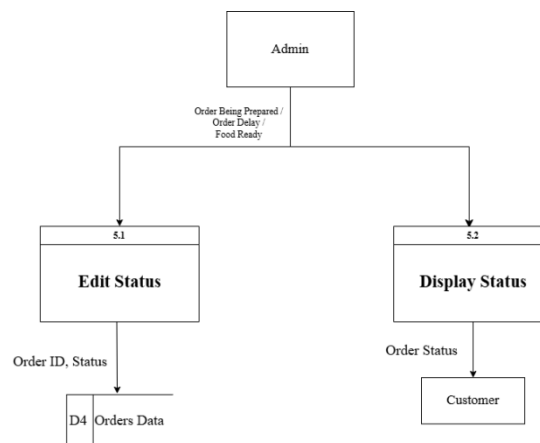 Admin
Order Being Prepared /
Order Delay /
Food Ready
5.1
Edit Status
5.2
Display Status
Order ID, Status
Order Status
D4 Orders Data
Customer